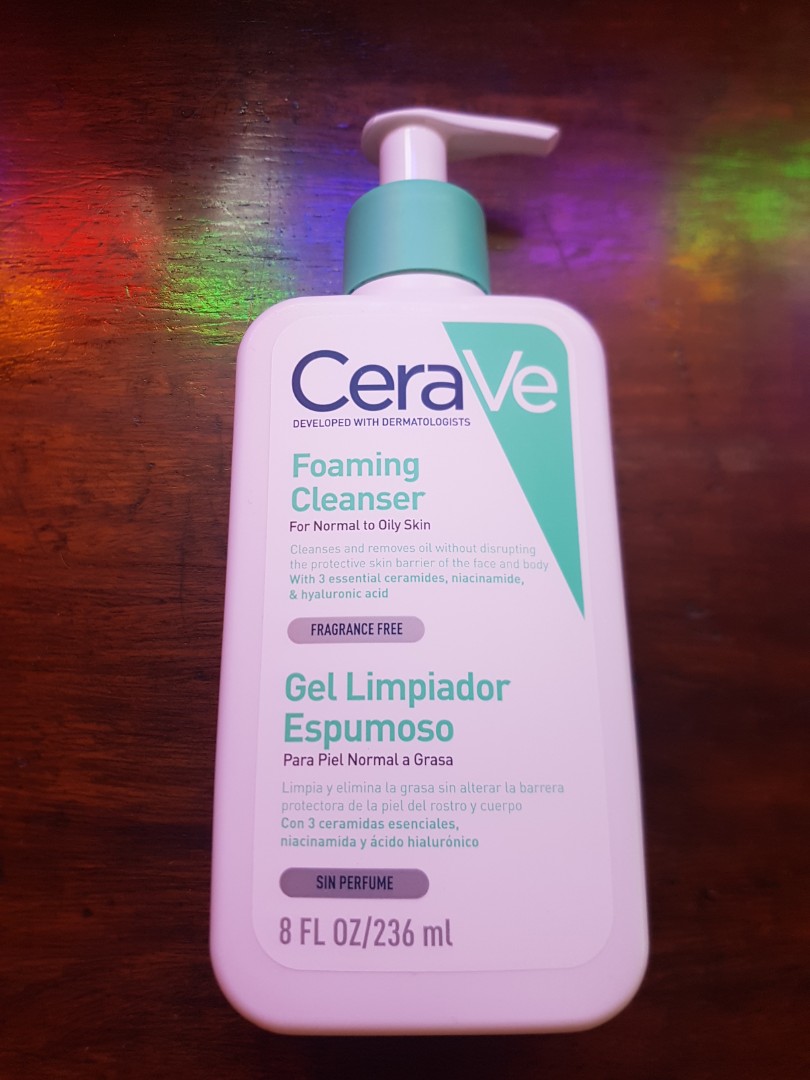 CeraVe
DEVELOPED WITH DERMATOLOGISTS
Foaming
Cleanser
For Normal to Oily Skin
Cleanses and removes oil without disrupting
the protective skin barrier of the face and body
With 3 essential ceramides, niacinamide,
& hyaluronic acid
FRAGRANCE FREE
Gel Limpiador
Espumoso
Para Piel Normal a Grasa
Limpia y elimina la grasa sin alterar la barrera
protectora de la piel del rostro y cuerpo
Con 3 ceramidas esenciales,
niacinamida y ácido hialurónico
SIN PERFUME
8 FL OZ/236 ml